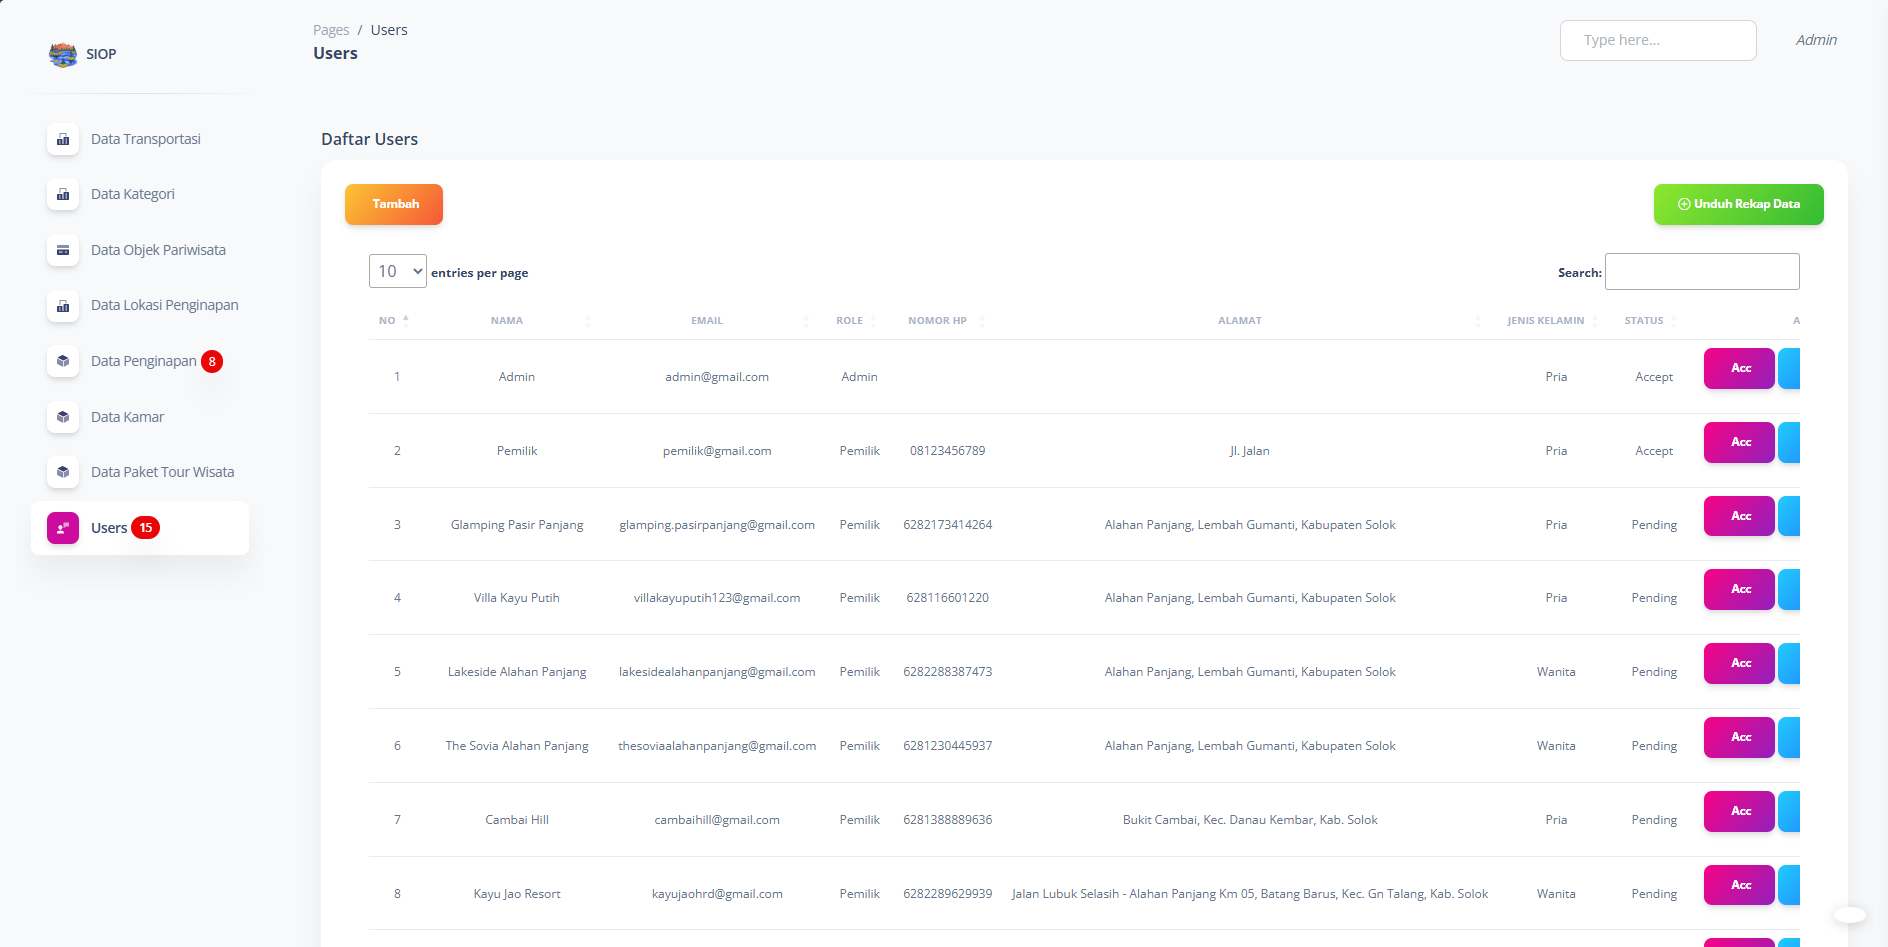 SIOP
Data Transportasi
Data Kategori
Data Objek Pariwisata
Data Lokasi Penginapan
Data Penginapan 8
Data Kamar
Data Paket Tour Wisata
Users 15
Pages / Users
Users
Type here...
Admin
Daftar Users
Tambah
Unduh Rekap Data
10 entries per page
Search:
NO NAMA EMAIL ROLE NOMOR HP ALAMAT JENIS KELAMIN STATUS A
1 Admin admin@gmail.com Admin Pria Accept Acc
2 Pemilik pemilik@gmail.com Pemilik 08123456789 Jl. Jalan Pria Accept Acc
3 Glamping Pasir Panjang glamping.pasirpanjang@gmail.com Pemilik 6282173414264 Alahan Panjang, Lembah Gumanti, Kabupaten Solok Pria Pending Acc
4 Villa Kayu Putih villakayuputih123@gmail.com Pemilik 628116601220 Alahan Panjang, Lembah Gumanti, Kabupaten Solok Pria Pending Acc
5 Lakeside Alahan Panjang lakesidealahanpanjang@gmail.com Pemilik 6282288387473 Alahan Panjang, Lembah Gumanti, Kabupaten Solok Wanita Pending Acc
6 The Sovia Alahan Panjang thesoviaalahanpanjang@gmail.com Pemilik 6281230445937 Alahan Panjang, Lembah Gumanti, Kabupaten Solok Wanita Pending Acc
7 Cambai Hill cambaihill@gmail.com Pemilik 6281388889636 Bukit Cambai, Kec. Danau Kembar, Kab. Solok Pria Pending Acc
8 Kayu Jao Resort kayujaohrd@gmail.com Pemilik 6282289629939 Jalan Lubuk Selasih - Alahan Panjang Km 05, Batang Barus, Kec. Gn Talang, Kab. Solok Wanita Pending Acc